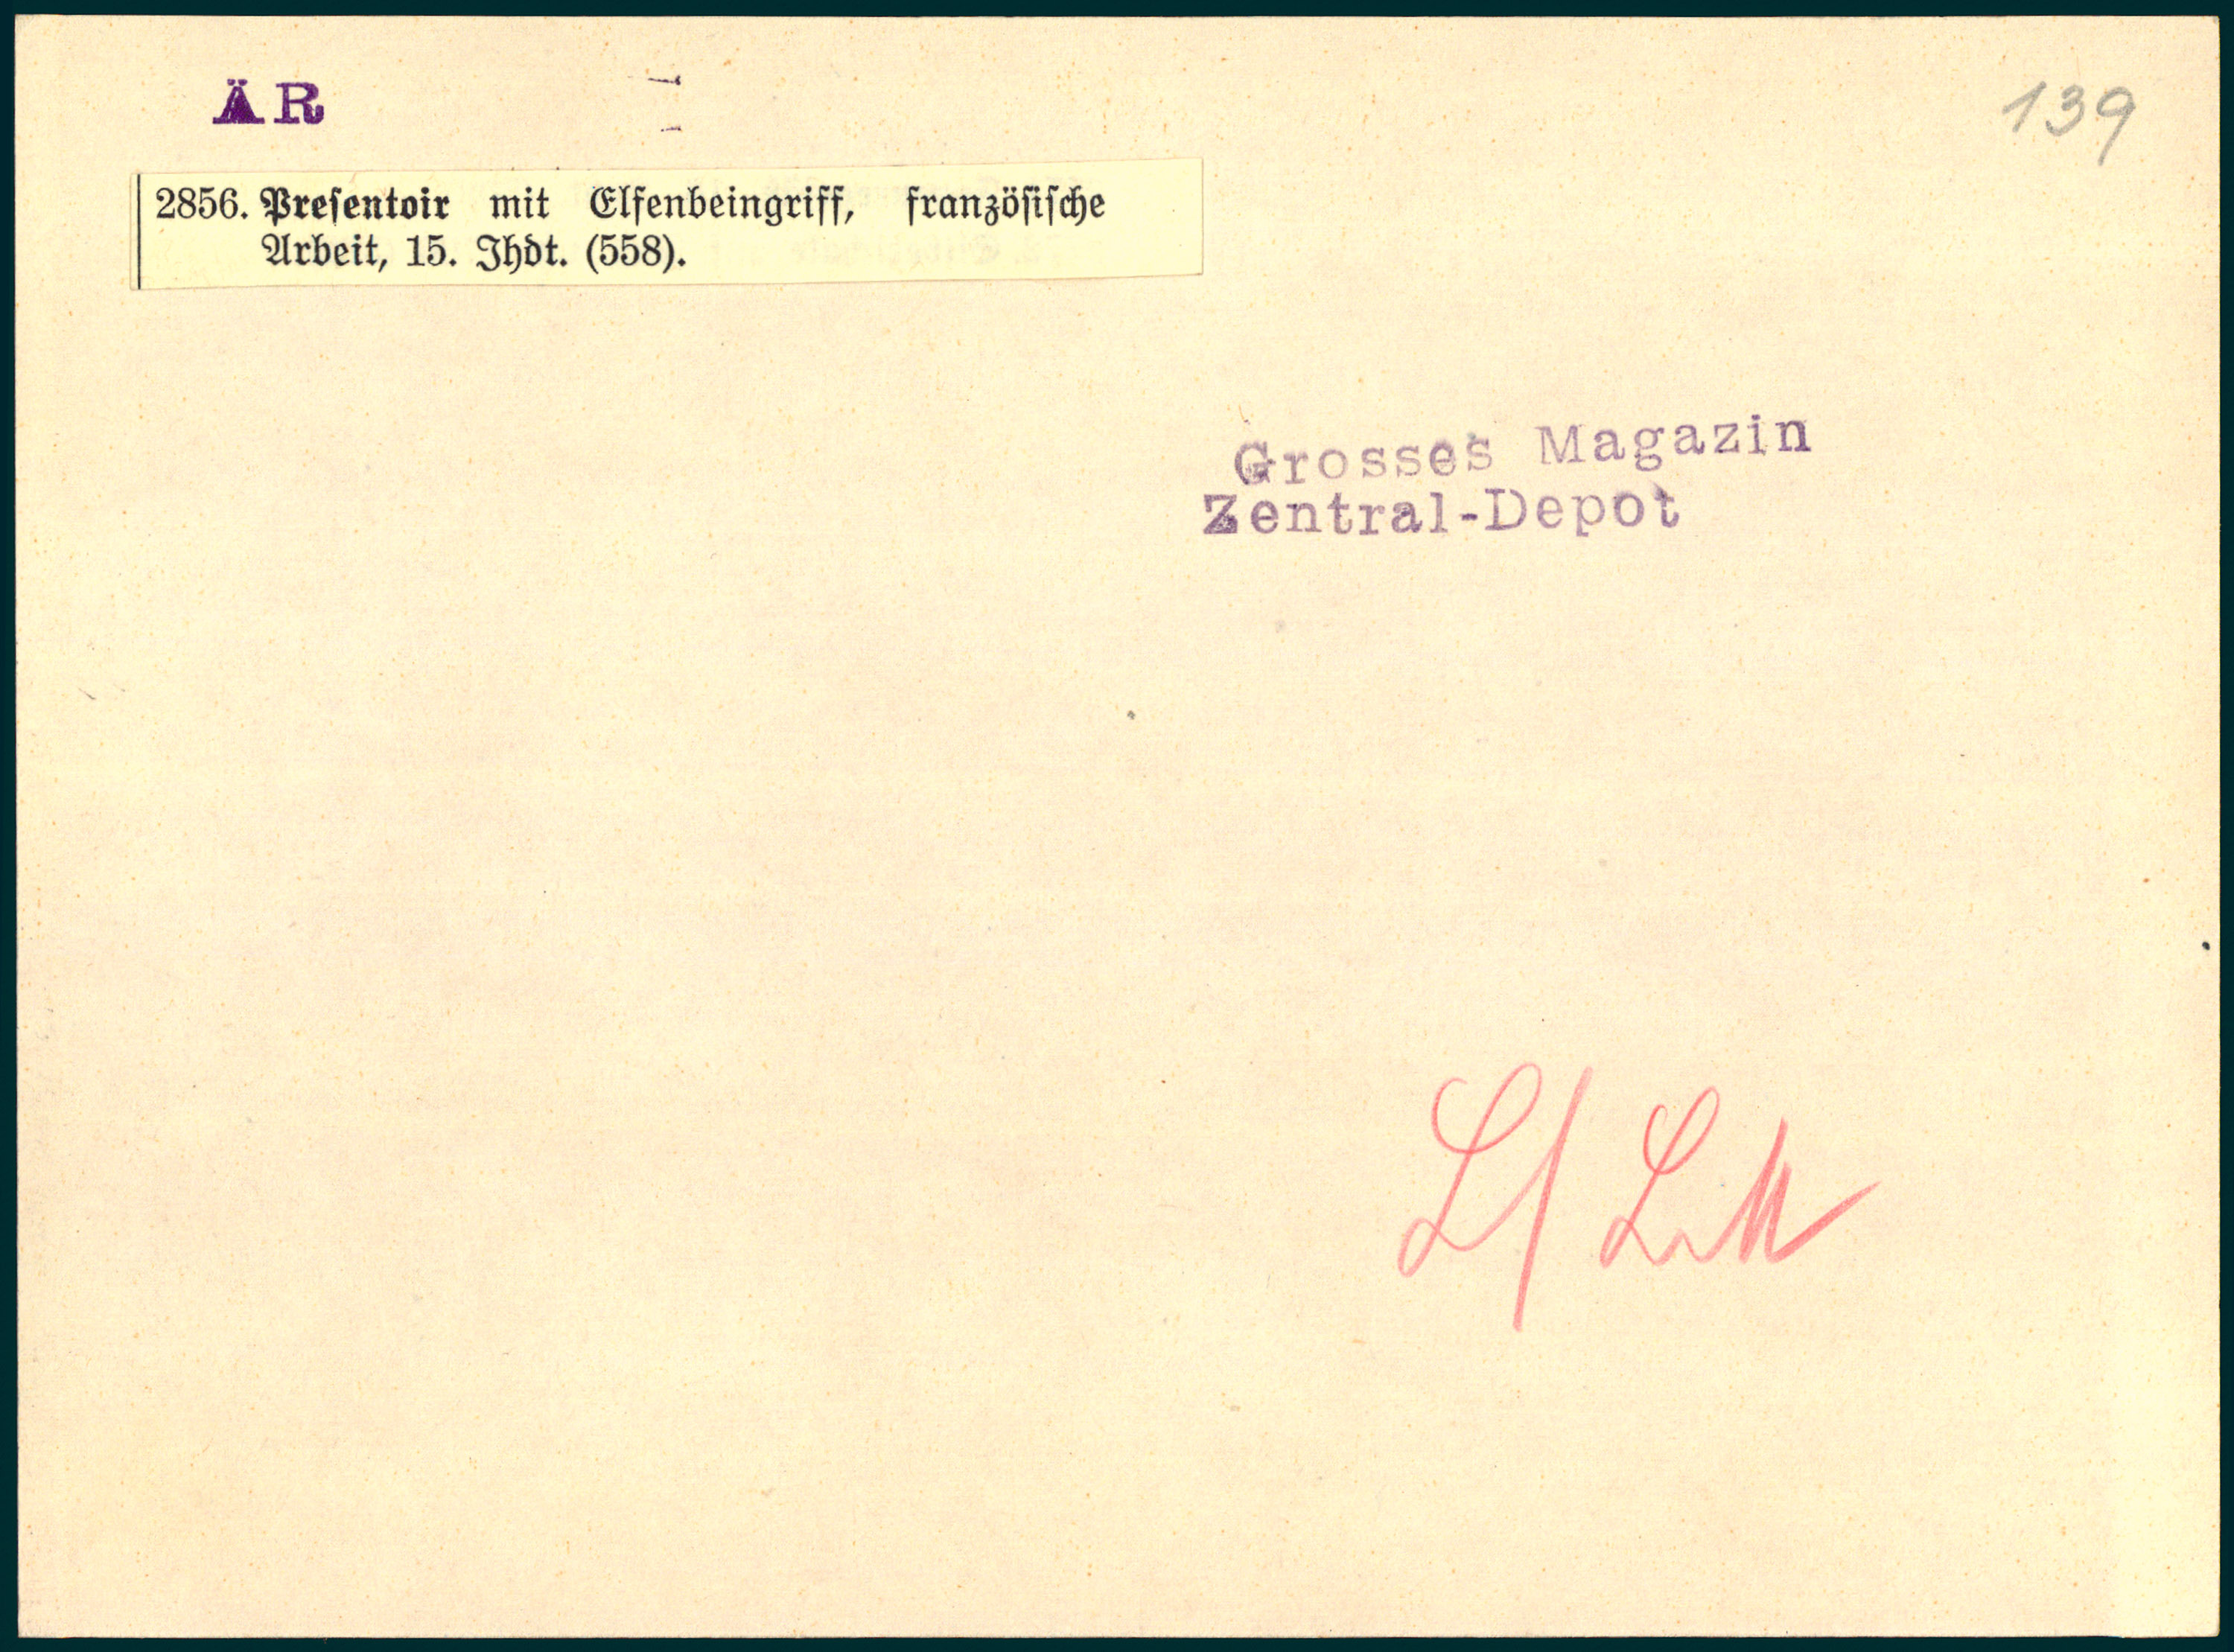 ÄR
139
2856. Preſentoir mit Elfenbeingriff, franzöſiſche
Arbeit, 15. Jhdt. (558).
Grosses Magazin
Zentral-Depot